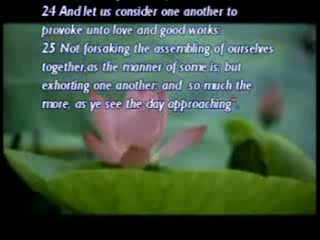 24 And let us consider one another to
provoke unto love and good works:
25 Not forsaking the assembling of ourselves
together,as the manner of some is; but
exhorting one another: and so much the
more, as ye see the day approaching".